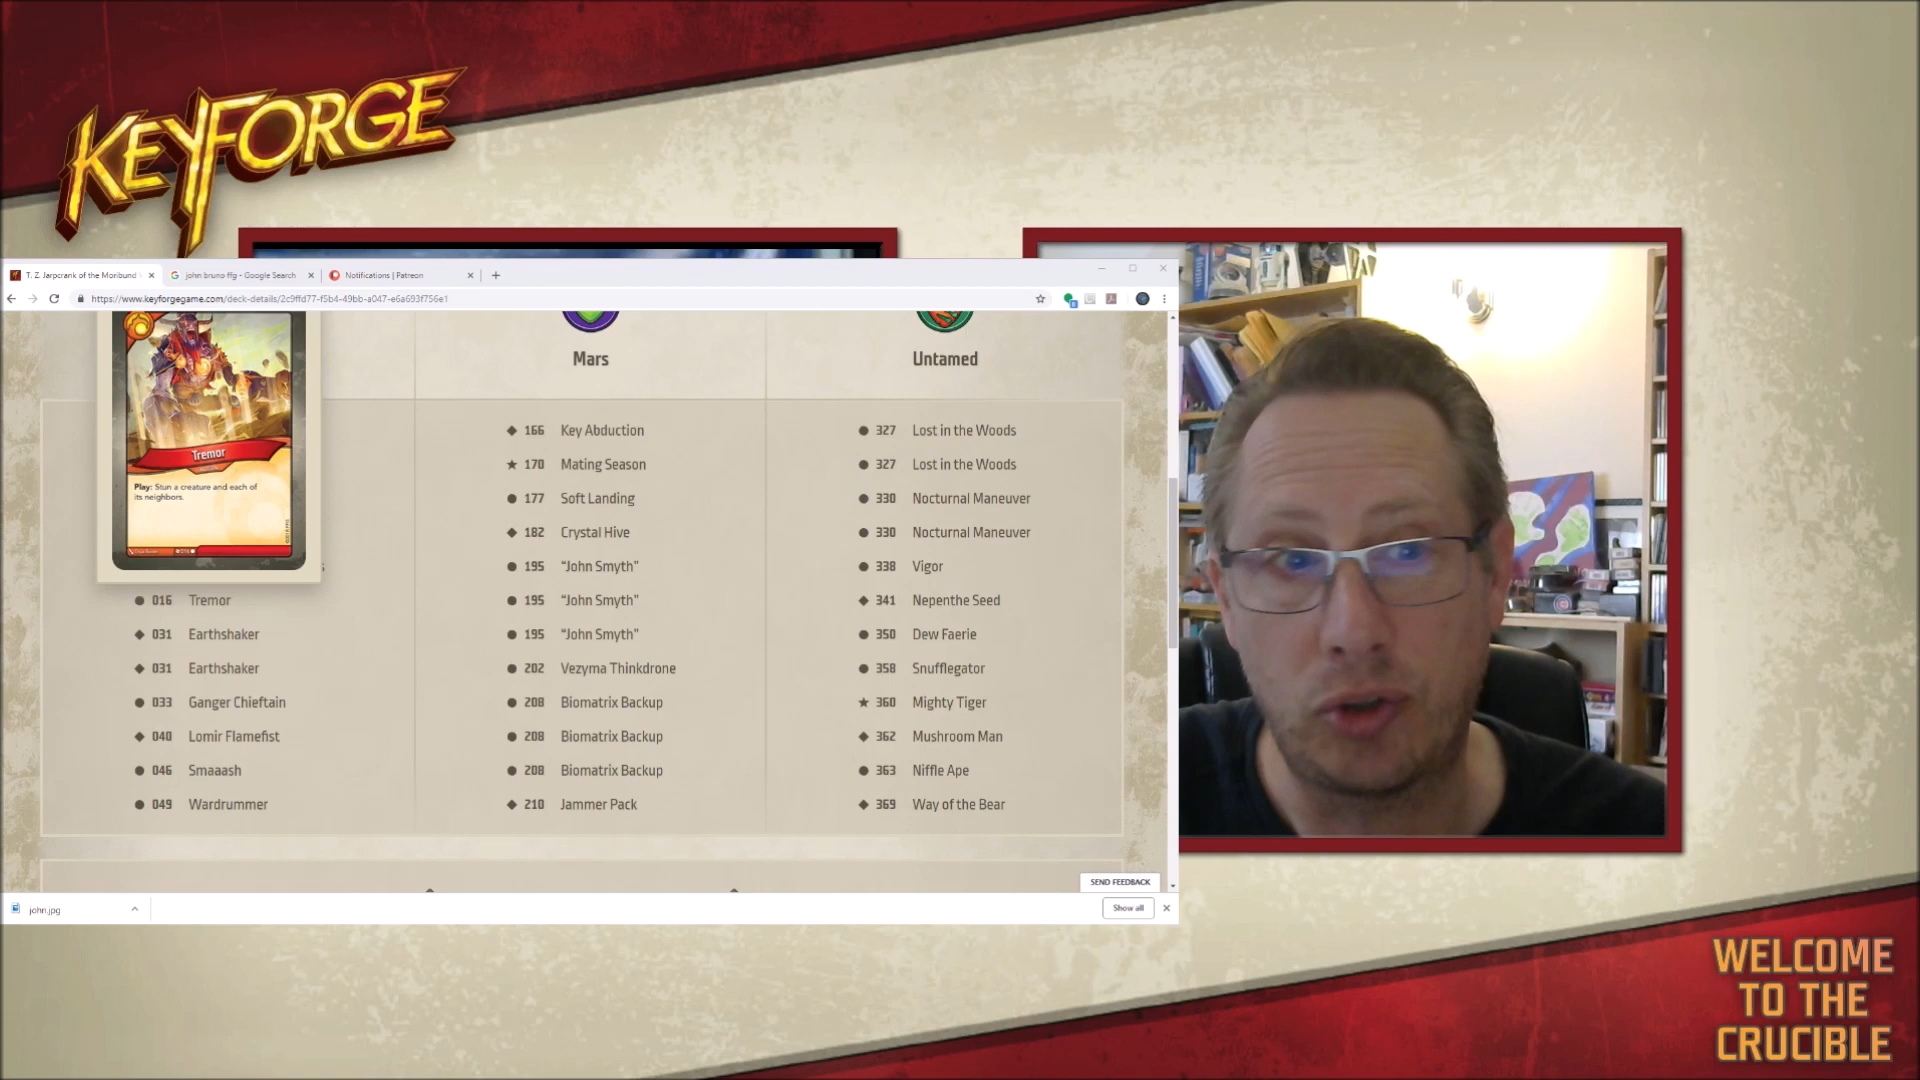 KEYFORGE
T. Z. Jarpcrank of the Moribund
john bruno ffg - Google Search
Notifications | Patreon
https://www.keyforgegame.com/deck-details/2c9ffd77-f5b4-49bb-a047-e6a693f756e1
Mars
Untamed
Tremor
Play: Stun a creature and each of
its neighbors.
016 Tremor
031 Earthshaker
031 Earthshaker
033 Ganger Chieftain
040 Lomir Flamefist
046 Smaaash
049 Wardrummer
166 Key Abduction
170 Mating Season
177 Soft Landing
182 Crystal Hive
195 “John Smyth”
195 “John Smyth”
195 “John Smyth”
202 Vezyma Thinkdrone
208 Biomatrix Backup
208 Biomatrix Backup
208 Biomatrix Backup
210 Jammer Pack
327 Lost in the Woods
327 Lost in the Woods
330 Nocturnal Maneuver
330 Nocturnal Maneuver
338 Vigor
341 Nepenthe Seed
350 Dew Faerie
358 Snufflegator
360 Mighty Tiger
362 Mushroom Man
363 Niffle Ape
369 Way of the Bear
SEND FEEDBACK
john.jpg
Show all
WELCOME
TO THE
CRUCIBLE